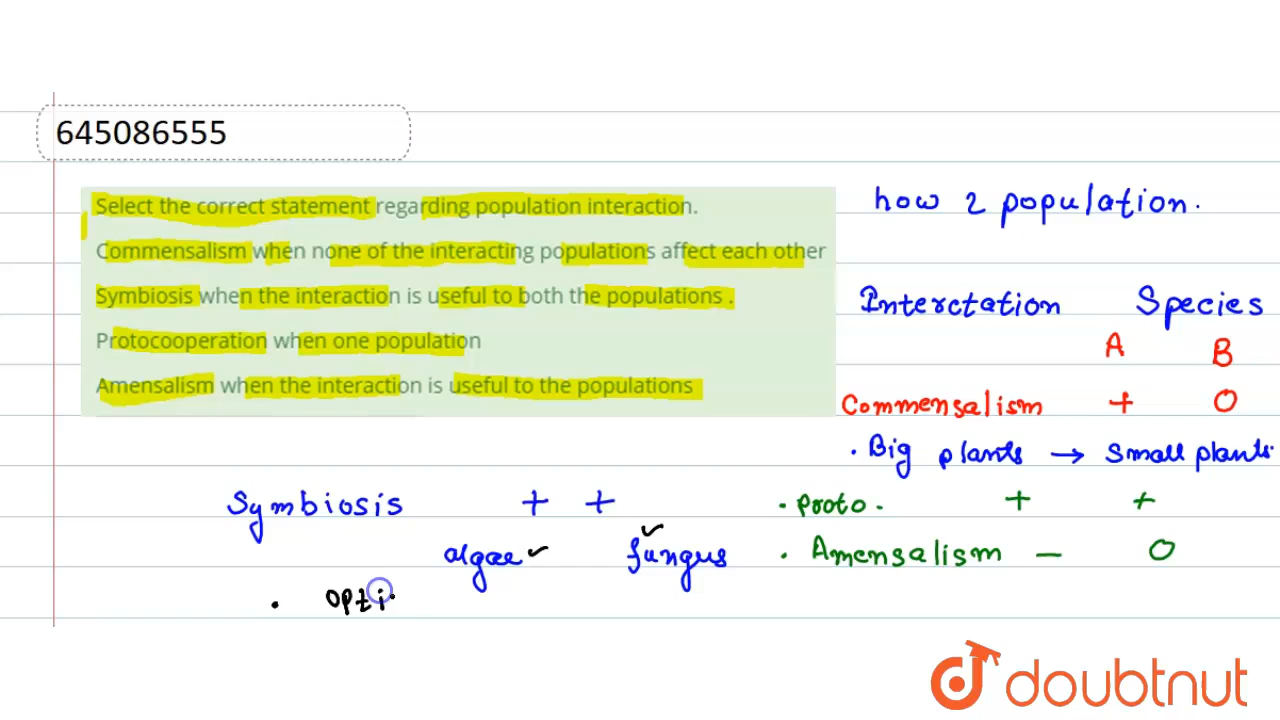 645086555
Select the correct statement regarding population interaction.
Commensalism when none of the interacting populations affect each other
Symbiosis when the interaction is useful to both the populations .
Protocooperation when one population
Amensalism when the interaction is useful to the populations
how 2 population.
Interctation Species
A B
Commensalism + 0
. Big plants → Small plants.
Symbiosis + +
algae ✓ fungus ✓
. opti.
. Proto. + +
. Amensalism - 0
doubtnut